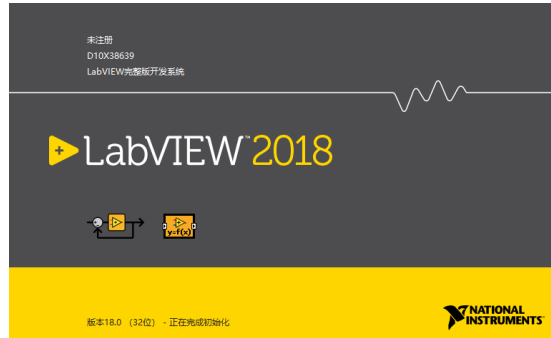 未注册
D10X38639
LabVIEW完整版开发系统
LabVIEW™ 2018
y=f(x)
版本18.0 （32位） - 正在完成初始化
NATIONAL
INSTRUMENTS